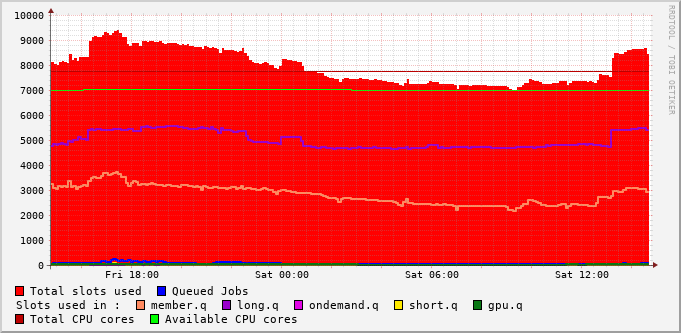 10000
9000
8000
7000
6000
5000
4000
3000
2000
1000
0
Fri 18:00 Sat 00:00 Sat 06:00 Sat 12:00
RRDTOOL / TOBI OETIKER
Total slots used Queued Jobs
Slots used in : member.q long.q ondemand.q short.q gpu.q
Total CPU cores Available CPU cores